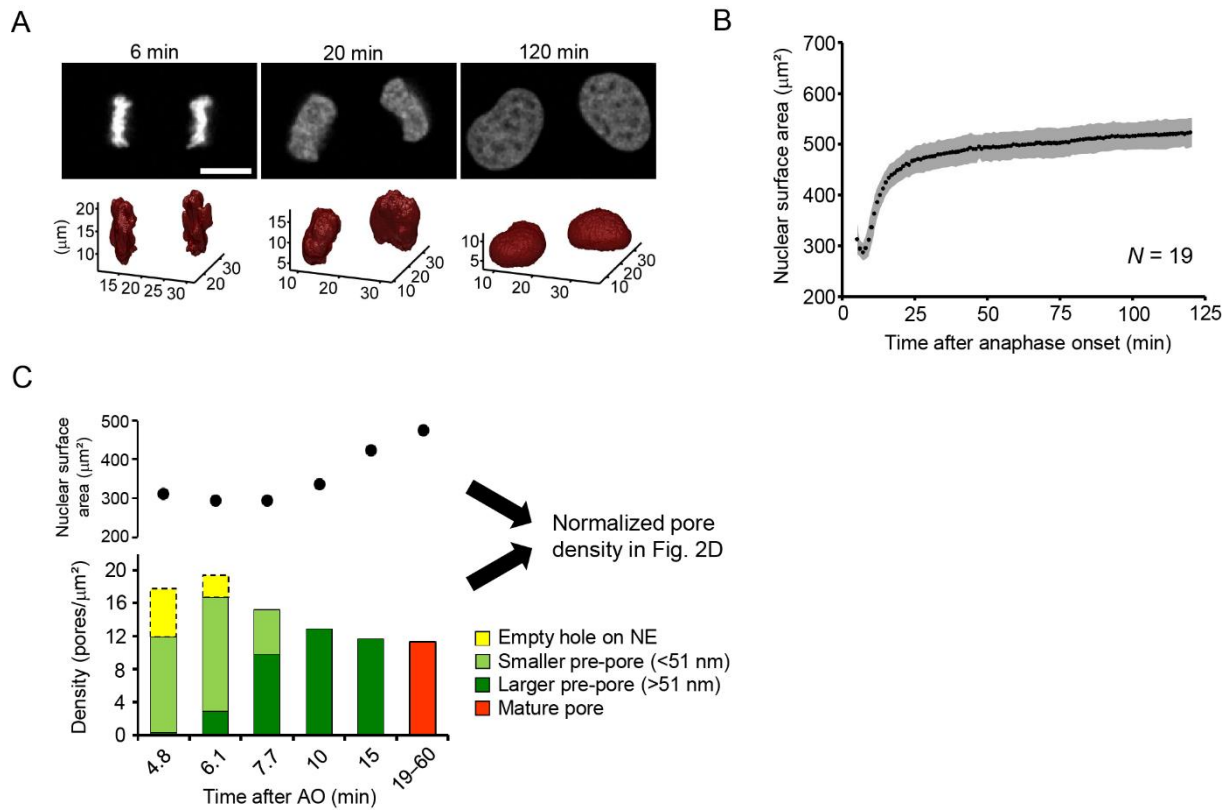 A
6 min
20 min
120 min
(μm)
20
15
10
15
20
25
30
20
30
15
10
5
10
20
30
10
20
30
10
5
10
20
30
10
20
30
B
Nuclear surface area (μm²)
700
600
500
400
300
200
0
25
50
75
100
125
N = 19
Time after anaphase onset (min)
C
Nuclear surface
area (μm²)
500
400
300
200
Normalized pore
density in Fig. 2D
Density (pores/μm²)
20
16
12
8
4
0
4.8
6.1
7.7
10
15
19–60
Time after AO (min)
Empty hole on NE
Smaller pre-pore (<51 nm)
Larger pre-pore (>51 nm)
Mature pore